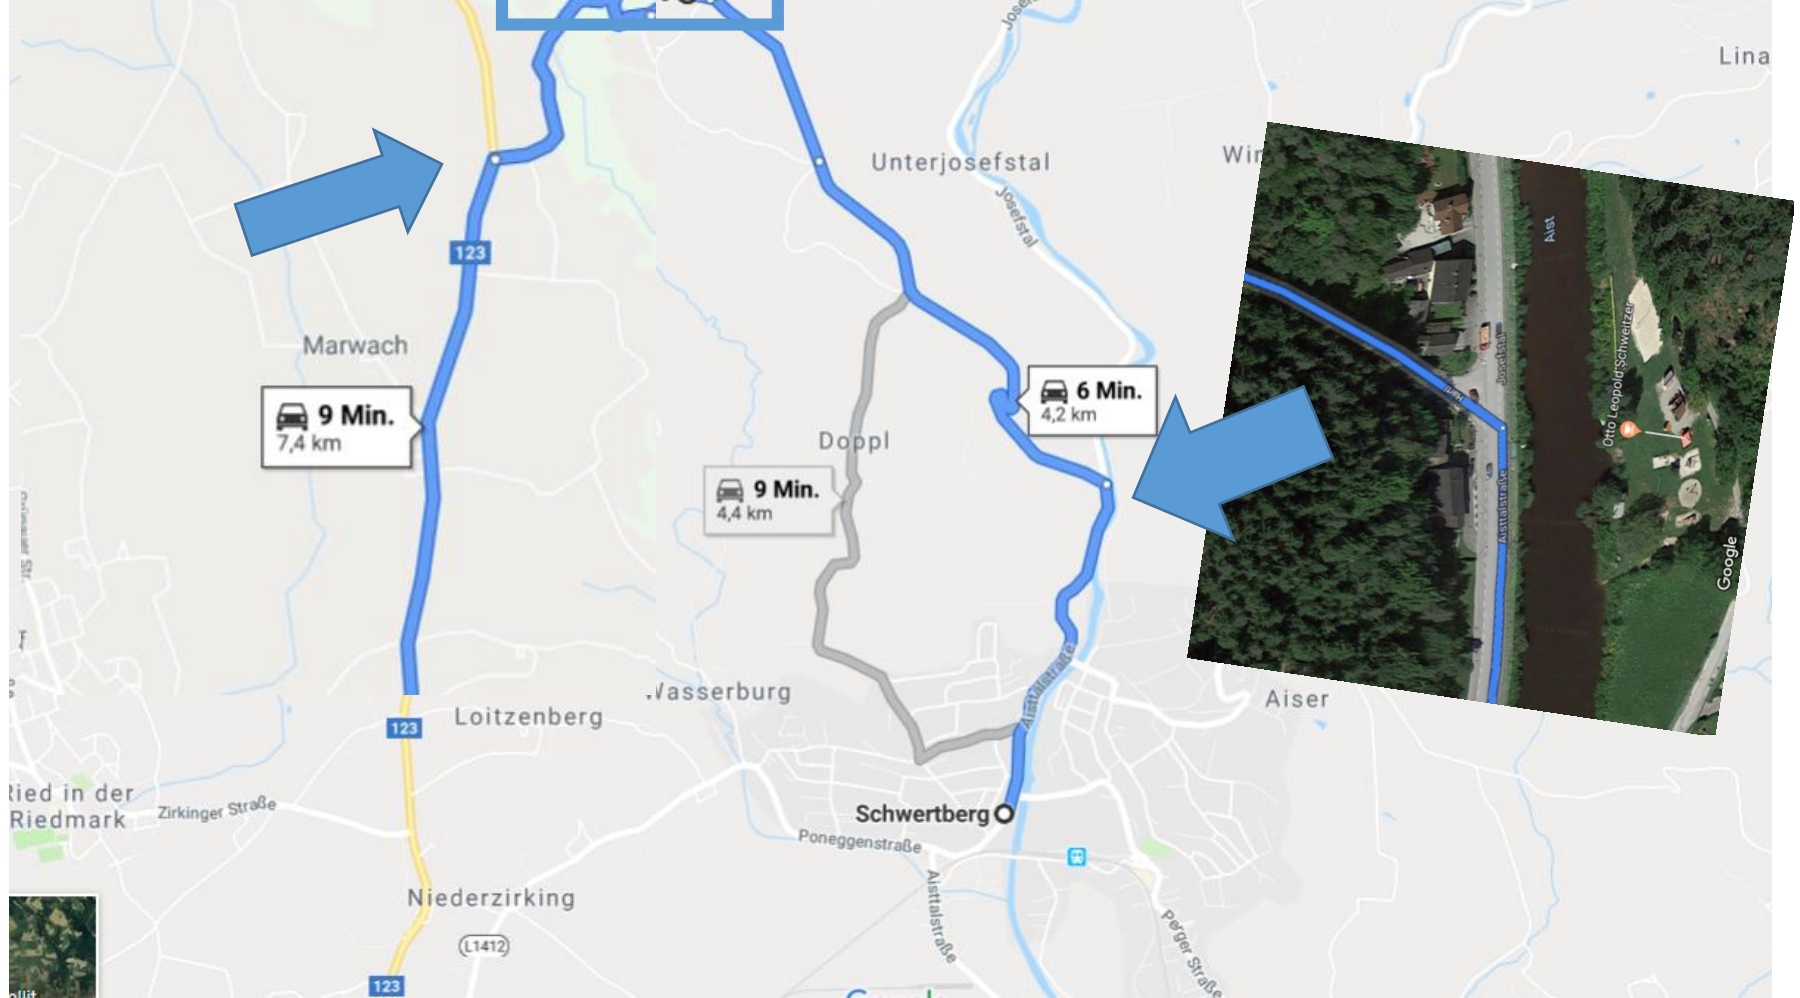 Lina
Unterjosefstal
Josefstal
123
Marwach
9 Min.
7,4 km
6 Min.
4,2 km
Doppl
9 Min.
4,4 km
Aist
Josefstal
Otto Leopold Schweitzer
Aisttalstraße
Google
Aisttalstraße
Wasserburg
Aiser
Loitzenberg
123
Ried in der
Riedmark
Zirkinger Straße
Schwertberg
Poneggenstraße
Aisttalstraße
Perger Straße
Niederzirking
L1412
123